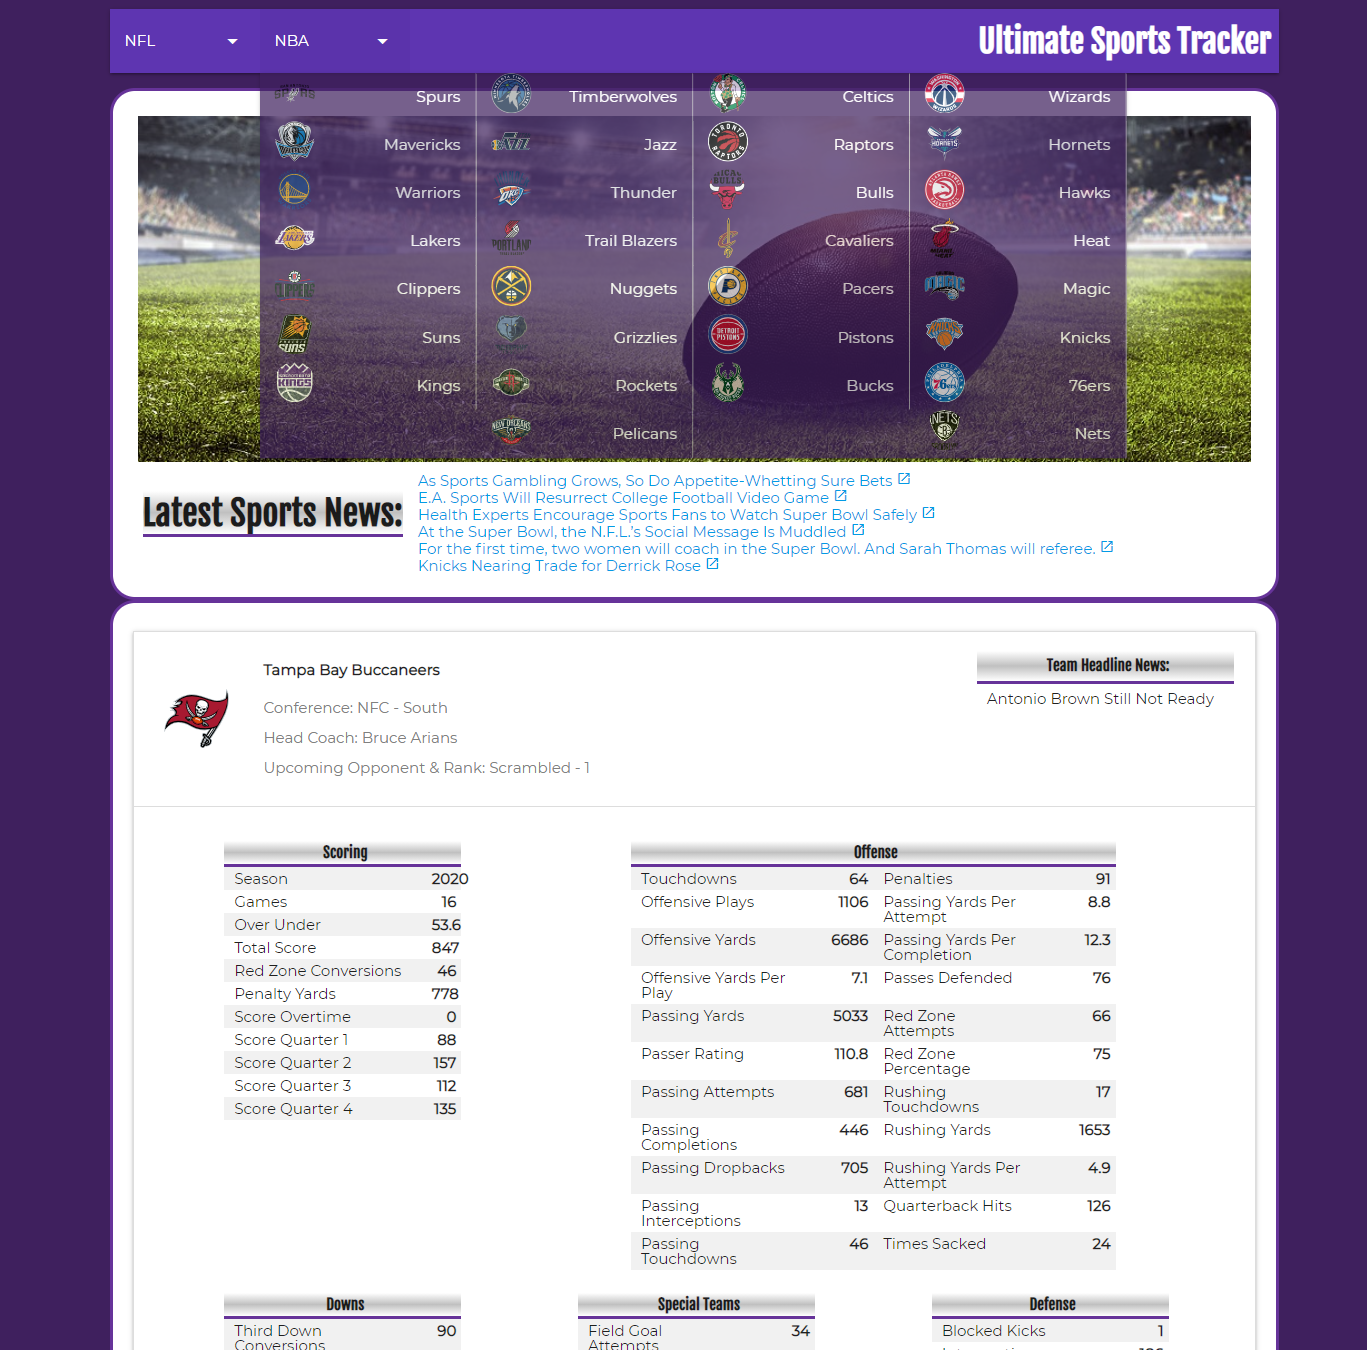 NFL
NBA
Ultimate Sports Tracker
Spurs
Timberwolves
Celtics
Wizards
Mavericks
Jazz
Raptors
Hornets
Warriors
Thunder
Bulls
Hawks
Lakers
Trail Blazers
Cavaliers
Heat
Clippers
Nuggets
Pacers
Magic
Suns
Grizzlies
Pistons
Knicks
Kings
Rockets
Bucks
76ers
Pelicans
Nets
Latest Sports News:
As Sports Gambling Grows, So Do Appetite-Whetting Sure Bets
E.A. Sports Will Resurrect College Football Video Game
Health Experts Encourage Sports Fans to Watch Super Bowl Safely
At the Super Bowl, the N.F.L.’s Social Message Is Muddled
For the first time, two women will coach in the Super Bowl. And Sarah Thomas will referee.
Knicks Nearing Trade for Derrick Rose
Tampa Bay Buccaneers
Conference: NFC - South
Head Coach: Bruce Arians
Upcoming Opponent & Rank: Scrambled - 1
Team Headline News:
Antonio Brown Still Not Ready
Scoring
Season 2020
Games 16
Over Under 53.6
Total Score 847
Red Zone Conversions 46
Penalty Yards 778
Score Overtime 0
Score Quarter 1 88
Score Quarter 2 157
Score Quarter 3 112
Score Quarter 4 135
Offense
Touchdowns 64 Penalties 91
Offensive Plays 1106 Passing Yards Per Attempt 8.8
Offensive Yards 6686 Passing Yards Per Completion 12.3
Offensive Yards Per Play 7.1 Passes Defended 76
Passing Yards 5033 Red Zone Attempts 66
Passer Rating 110.8 Red Zone Percentage 75
Passing Attempts 681 Rushing Touchdowns 17
Passing Completions 446 Rushing Yards 1653
Passing Dropbacks 705 Rushing Yards Per Attempt 4.9
Passing Interceptions 13 Quarterback Hits 126
Passing Touchdowns 46 Times Sacked 24
Downs
Third Down Conversions 90
Special Teams
Field Goal Attempts 34
Defense
Blocked Kicks 1